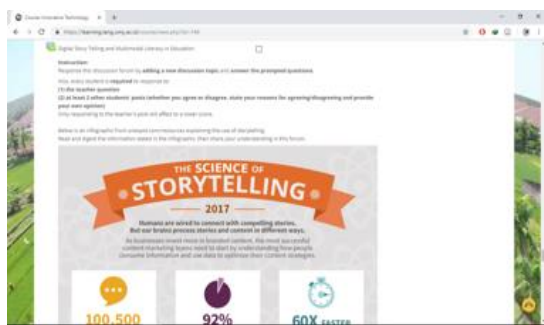 Digital Story Telling and Multimodal Literacy in Education
Instruction:
Response the discussion forum by adding a new discussion topic and answer the prompted questions.
Also, every student is required to response to:
(1) the teacher question
(2) at least 2 other students' posts (whether you agree or disagree, state your reasons for agreeing/disagreeing and provide
your own opinion)
Only responding to the teacher's post will affect to a lower score.
Below is an infographic from explaining the use of storytelling.
Read and digest the information stated in the infographic, then share your understanding in this forum.
THE SCIENCE OF
STORYTELLING
2017
Humans are wired to connect with compelling stories.
But our brains process stories and content in different ways.
As businesses invest more in branded content, the most successful
content marketing teams need to start by understanding how people
consume information and use data to optimize their content strategies.
100,500
92%
60X FASTER